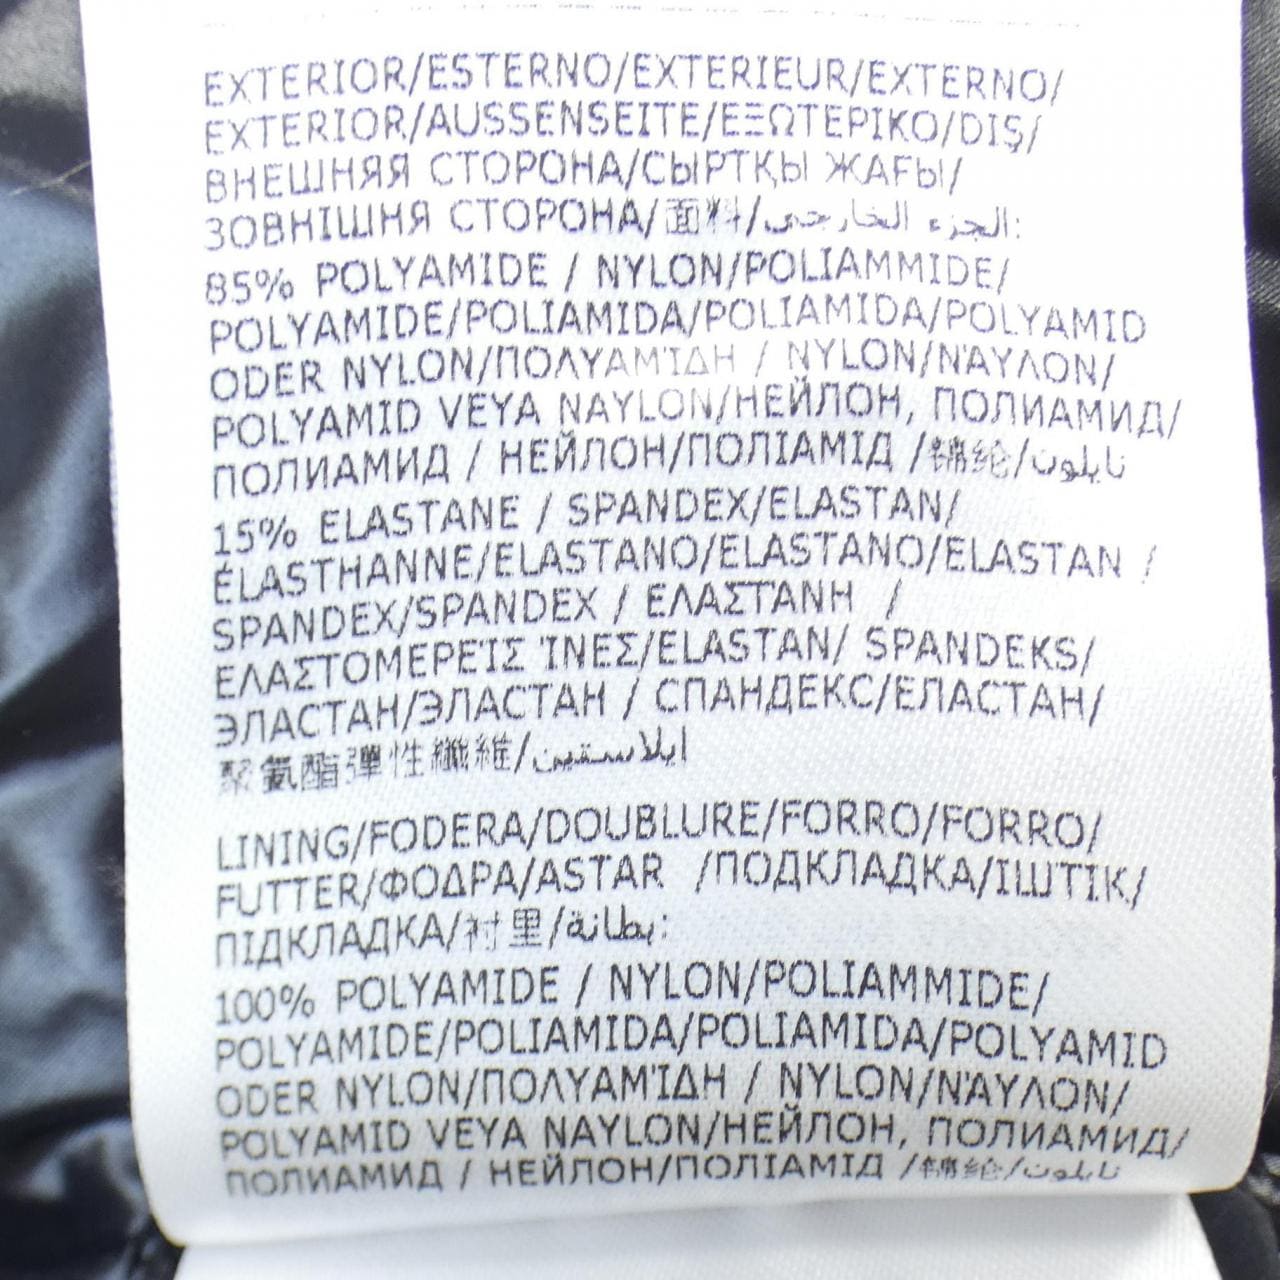 EXTERIOR/ESTERNO/EXTERIEUR/EXTERNO/
EXTERIOR/AUSSENSEITE/ΕΞΩΤΕΡΙΚΟ/DIŞ/
ВНЕШНЯЯ СТОРОНА/СЫРТҚЫ ЖАҒЫ/
ЗОВНІШНЯ СТОРОНА/面料/الجزء الخارجي:
85% POLYAMIDE / NYLON/POLIAMMIDE/
POLYAMIDE/POLIAMIDA/POLIAMIDA/POLYAMID
ODER NYLON/ΠΟΛΥΑΜΊΔΗ / NYLON/ΝΆΥΛΟΝ/
POLYAMID VEYA NAYLON/НЕЙЛОН, ПОЛИАМИД/
ПОЛИАМИД / НЕЙЛОН/ПОЛІАМІД /锦纶/نايلون
15% ELASTANE / SPANDEX/ELASTAN/
ÉLASTHANNE/ELASTANO/ELASTANO/ELASTAN /
SPANDEX/SPANDEX / ΕΛΑΣΤΆΝΗ /
ΕΛΑΣΤΟΜΕΡΕΊΣ ΊΝΕΣ/ELASTAN/ SPANDEKS/
ЭЛАСТАН/ЭЛАСТАН / СПАНДЕКС/ЕЛАСТАН/
聚氨酯彈性纖維/ايلاستين
LINING/FODERA/DOUBLURE/FORRO/FORRO/
FUTTER/ΦΟΔΡΑ/ASTAR /ПОДКЛАДКА/ІШТІК/
ПІДКЛАДКА/衬里/بطانة:
100% POLYAMIDE / NYLON/POLIAMMIDE/
POLYAMIDE/POLIAMIDA/POLIAMIDA/POLYAMID
ODER NYLON/ΠΟΛΥΑΜΊΔΗ / NYLON/ΝΆΥΛΟΝ/
POLYAMID VEYA NAYLON/НЕЙЛОН, ПОЛИАМИД/
ПОЛИАМИД / НЕЙЛОН/ПОЛІАМІД /锦纶/نايلون